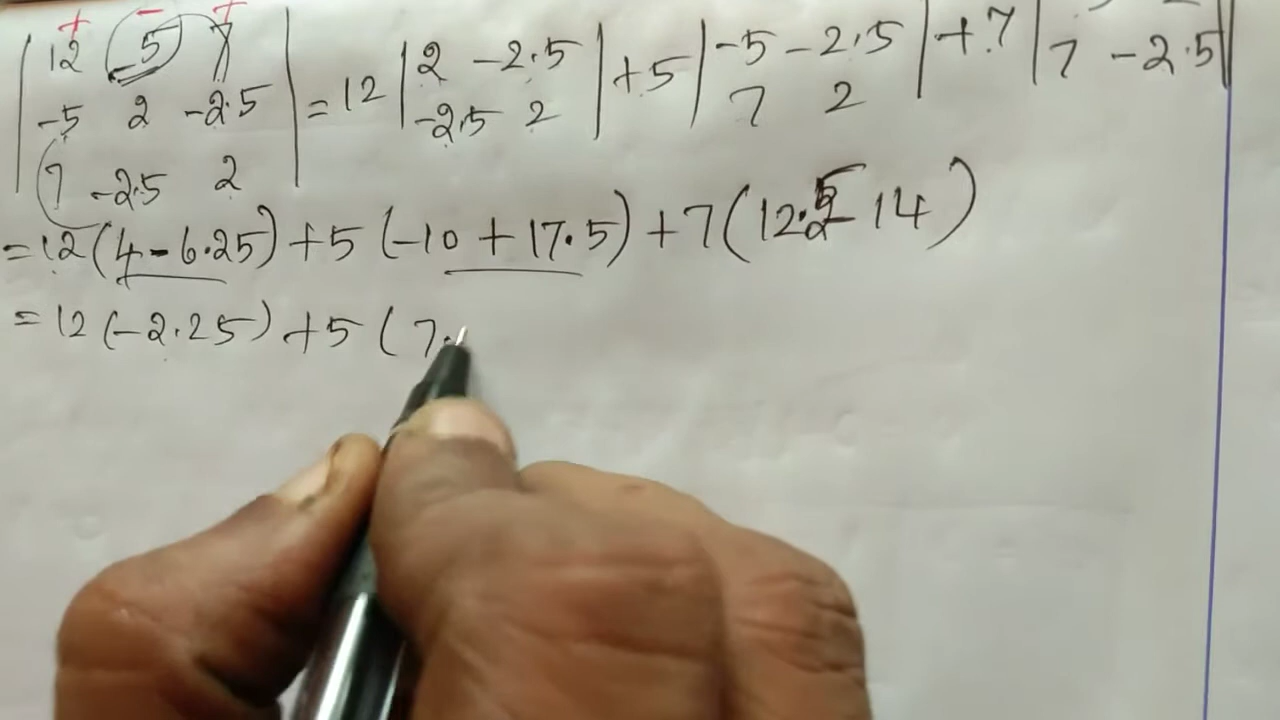 + - +
| 12 5 7 |
| -5 2 -2.5 | = 12 | 2 -2.5 | + 5 | -5 -2.5 | + 7 |
| 7 -2.5 2 | | -2.5 2 | | 7 2 | | 7 -2.5 |
= 12 (4 - 6.25) + 5 (-10 + 17.5) + 7 (12.5 - 14)
= 12 (-2.25) + 5 ( 7.